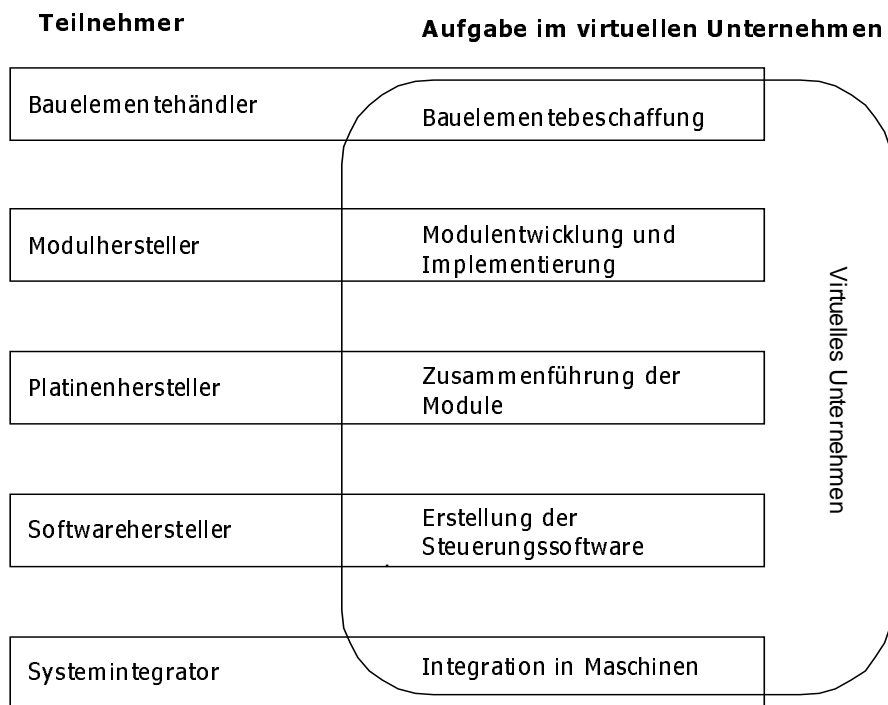 Teilnehmer
Aufgabe im virtuellen Unternehmen
Bauelementehändler
Bauelementebeschaffung
Modulhersteller
Modulentwicklung und
Implementierung
Platinenhersteller
Zusammenführung der
Module
Softwarehersteller
Erstellung der
Steuerungssoftware
Systemintegrator
Integration in Maschinen
Virtuelles Unternehmen